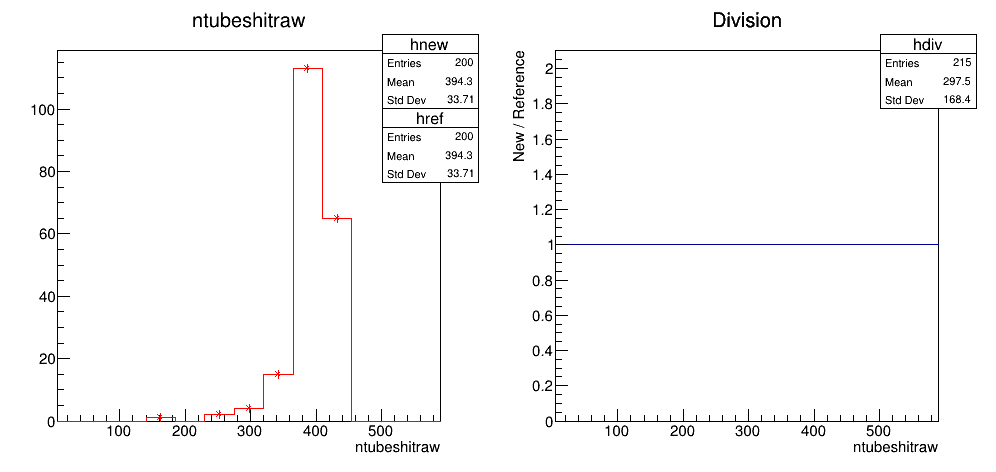 ntubeshitraw
hnew
Entries 200
Mean 394.3
Std Dev 33.71
href
Entries 200
Mean 394.3
Std Dev 33.71
100
80
60
40
20
0
100 200 300 400 500
ntubeshitraw
Division
hdiv
Entries 215
Mean 297.5
Std Dev 168.4
New / Reference
2
1.8
1.6
1.4
1.2
1
0.8
0.6
0.4
0.2
0
100 200 300 400 500
ntubeshitraw